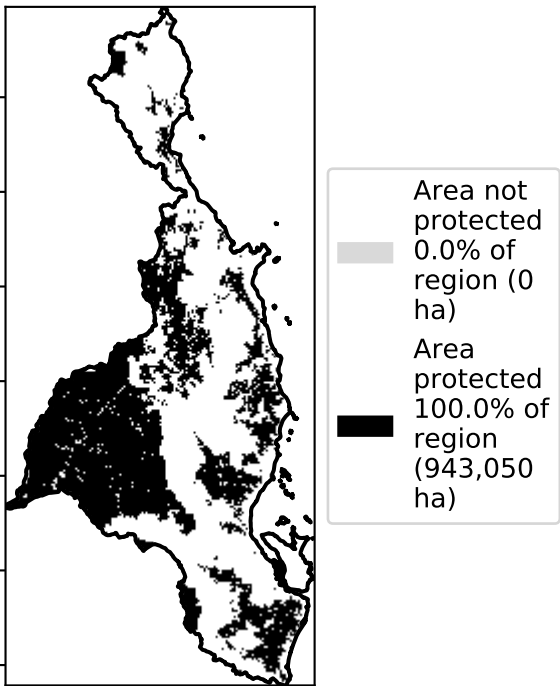 Area not
protected
0.0% of
region (0
ha)
Area
protected
100.0% of
region
(943,050
ha)